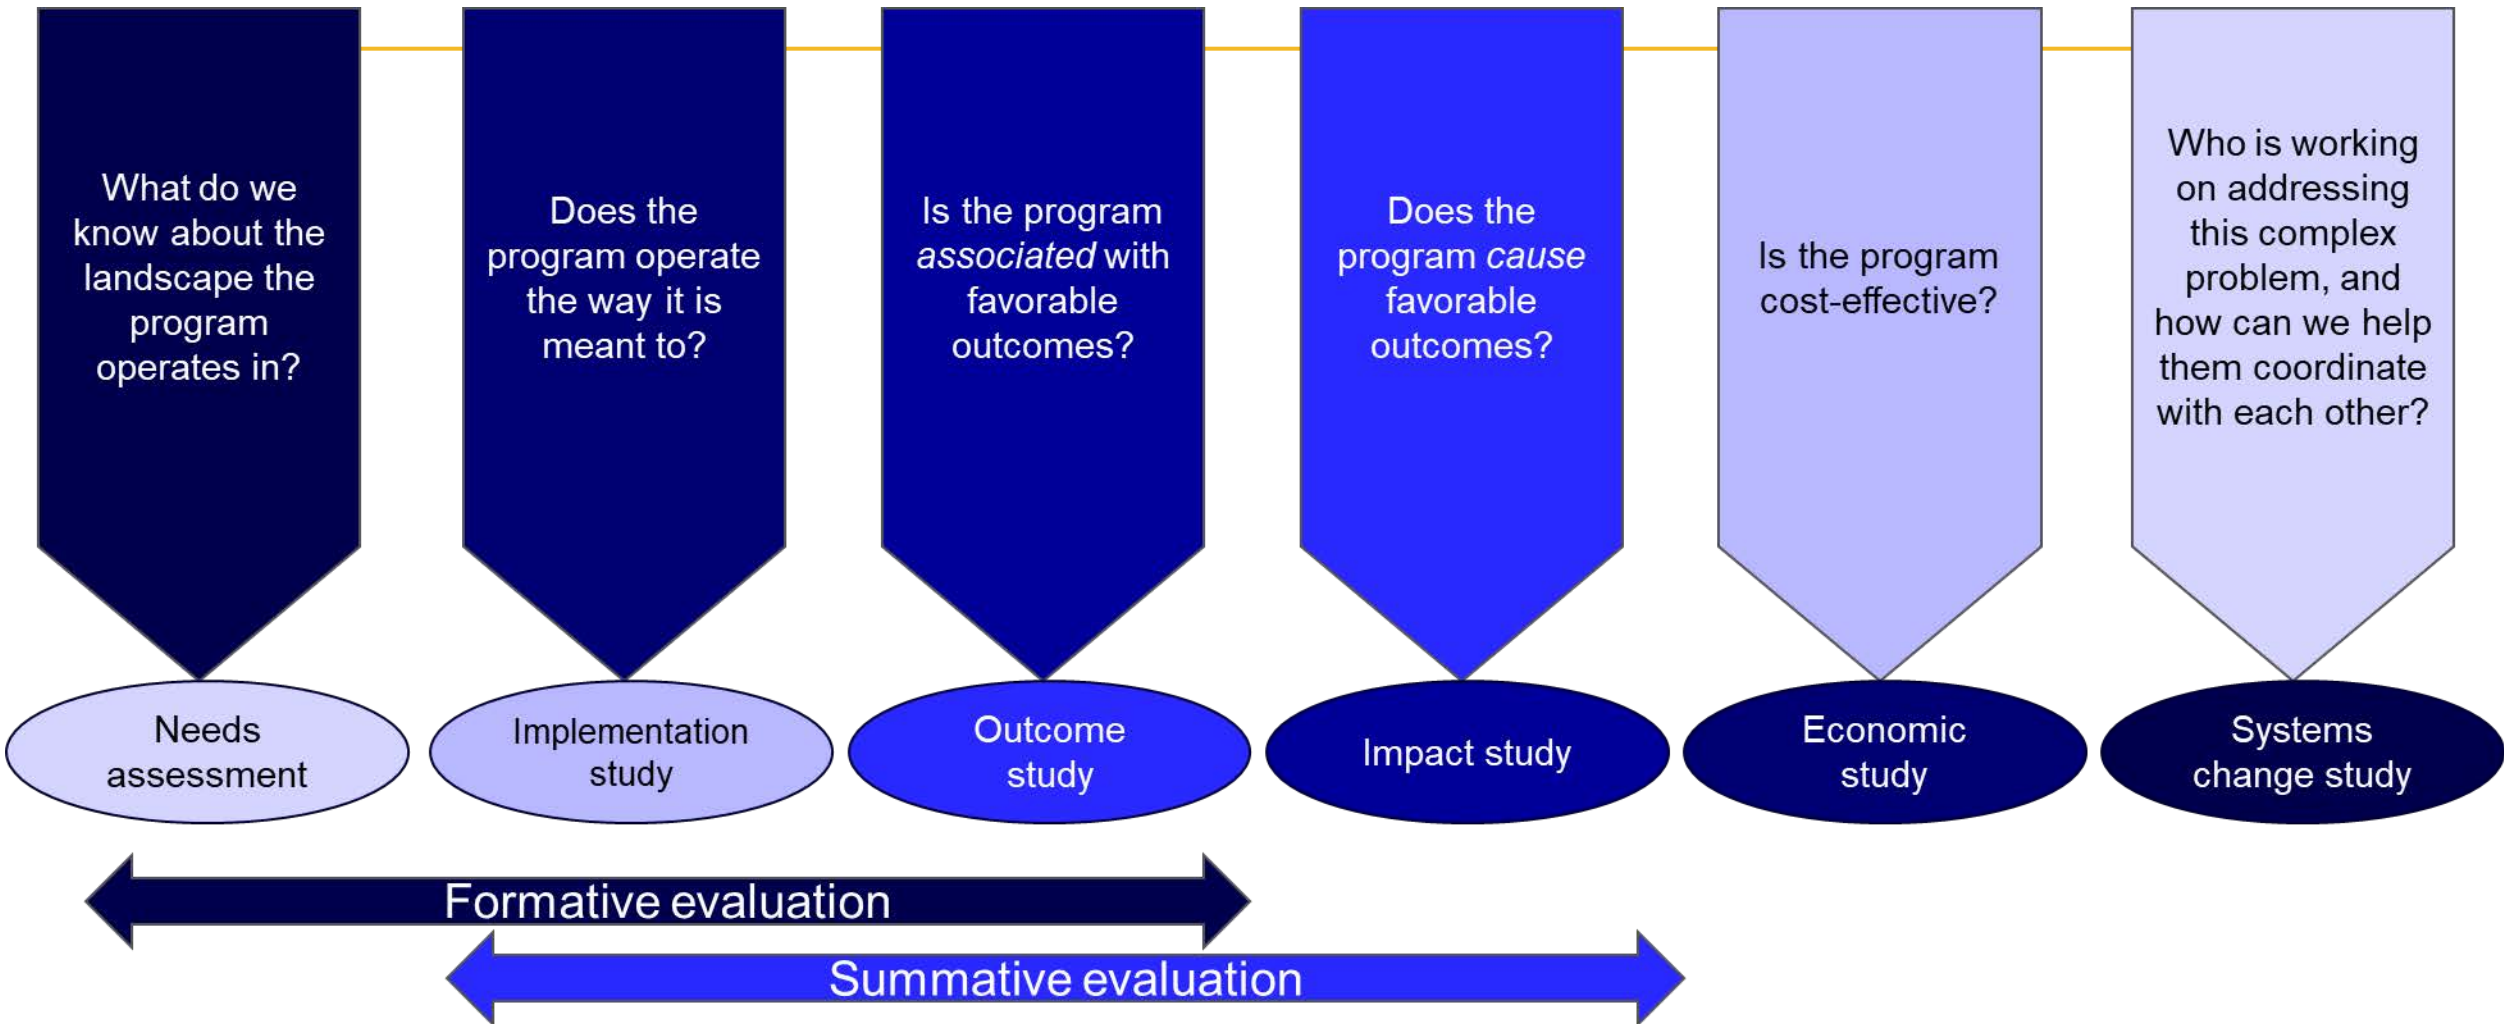 What do we
know about the
landscape the
program
operates in?
Does the
program operate
the way it is
meant to?
Is the program
associated with
favorable
outcomes?
Does the
program cause
favorable
outcomes?
Is the program
cost-effective?
Who is working
on addressing
this complex
problem, and
how can we help
them coordinate
with each other?
Needs
assessment
Implementation
study
Outcome
study
Impact study
Economic
study
Systems
change study
Formative evaluation
Summative evaluation